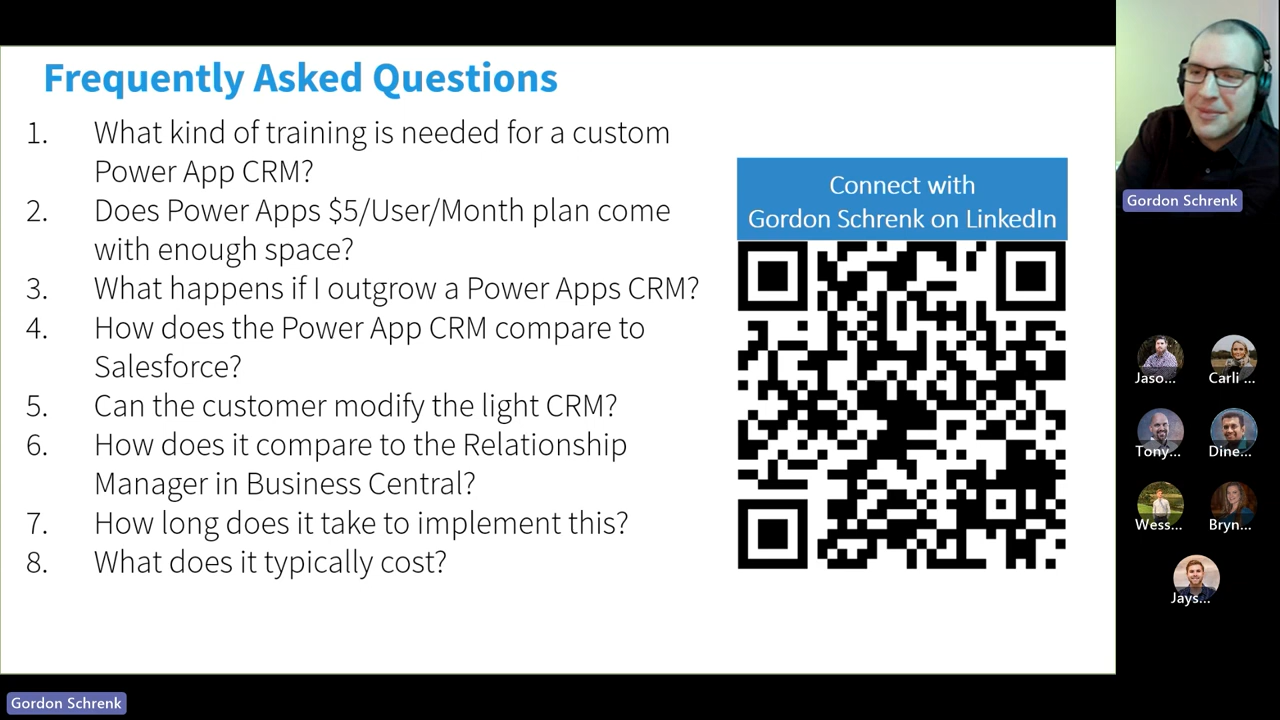 Frequently Asked Questions
1. What kind of training is needed for a custom
Power App CRM?
2. Does Power Apps $5/User/Month plan come
with enough space?
3. What happens if I outgrow a Power Apps CRM?
4. How does the Power App CRM compare to
Salesforce?
5. Can the customer modify the light CRM?
6. How does it compare to the Relationship
Manager in Business Central?
7. How long does it take to implement this?
8. What does it typically cost?
Connect with
Gordon Schrenk on LinkedIn
Gordon Schrenk
Jaso...
Carli ...
Tony...
Dine...
Wess...
Bryn...
Jays...
Gordon Schrenk